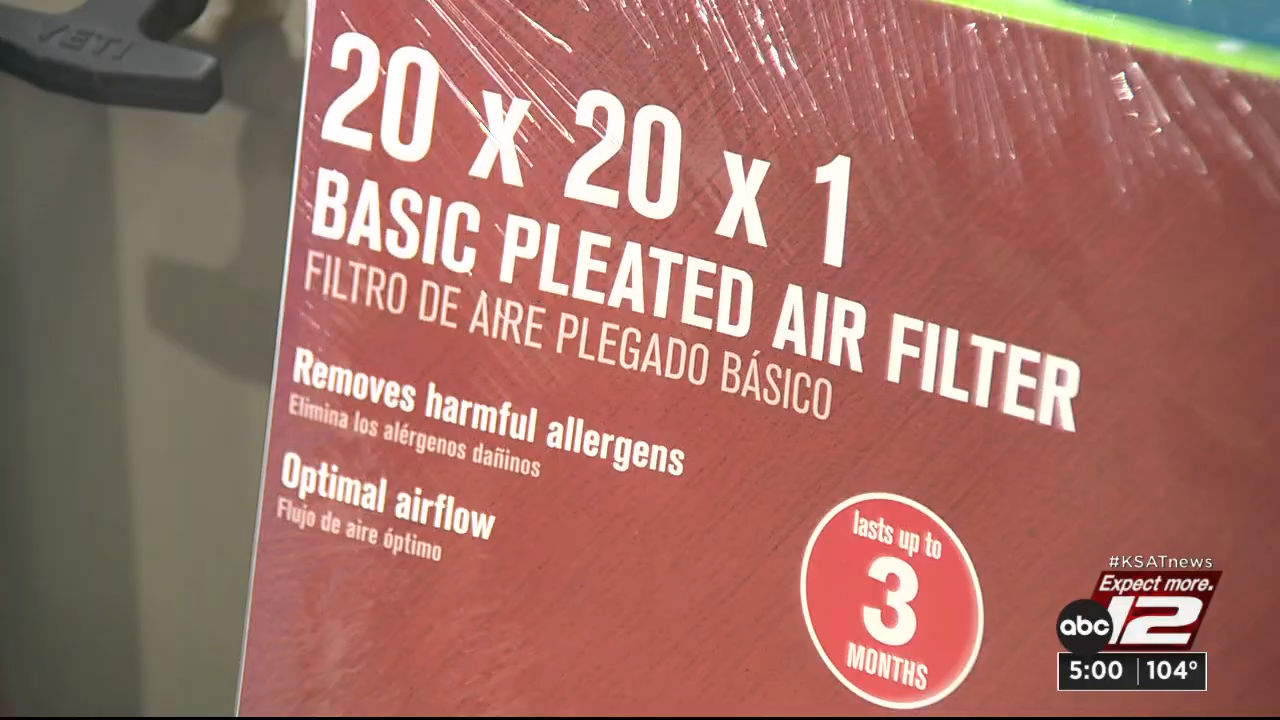 YETI
20 x 20 x 1
BASIC PLEATED AIR FILTER
FILTRO DE AIRE PLEGADO BÁSICO
Removes harmful allergens
Elimina los alérgenos dañinos
Optimal airflow
Flujo de aire óptimo
lasts up to
3
MONTHS
#KSATnews
Expect more.
abc 12
5:00 104°